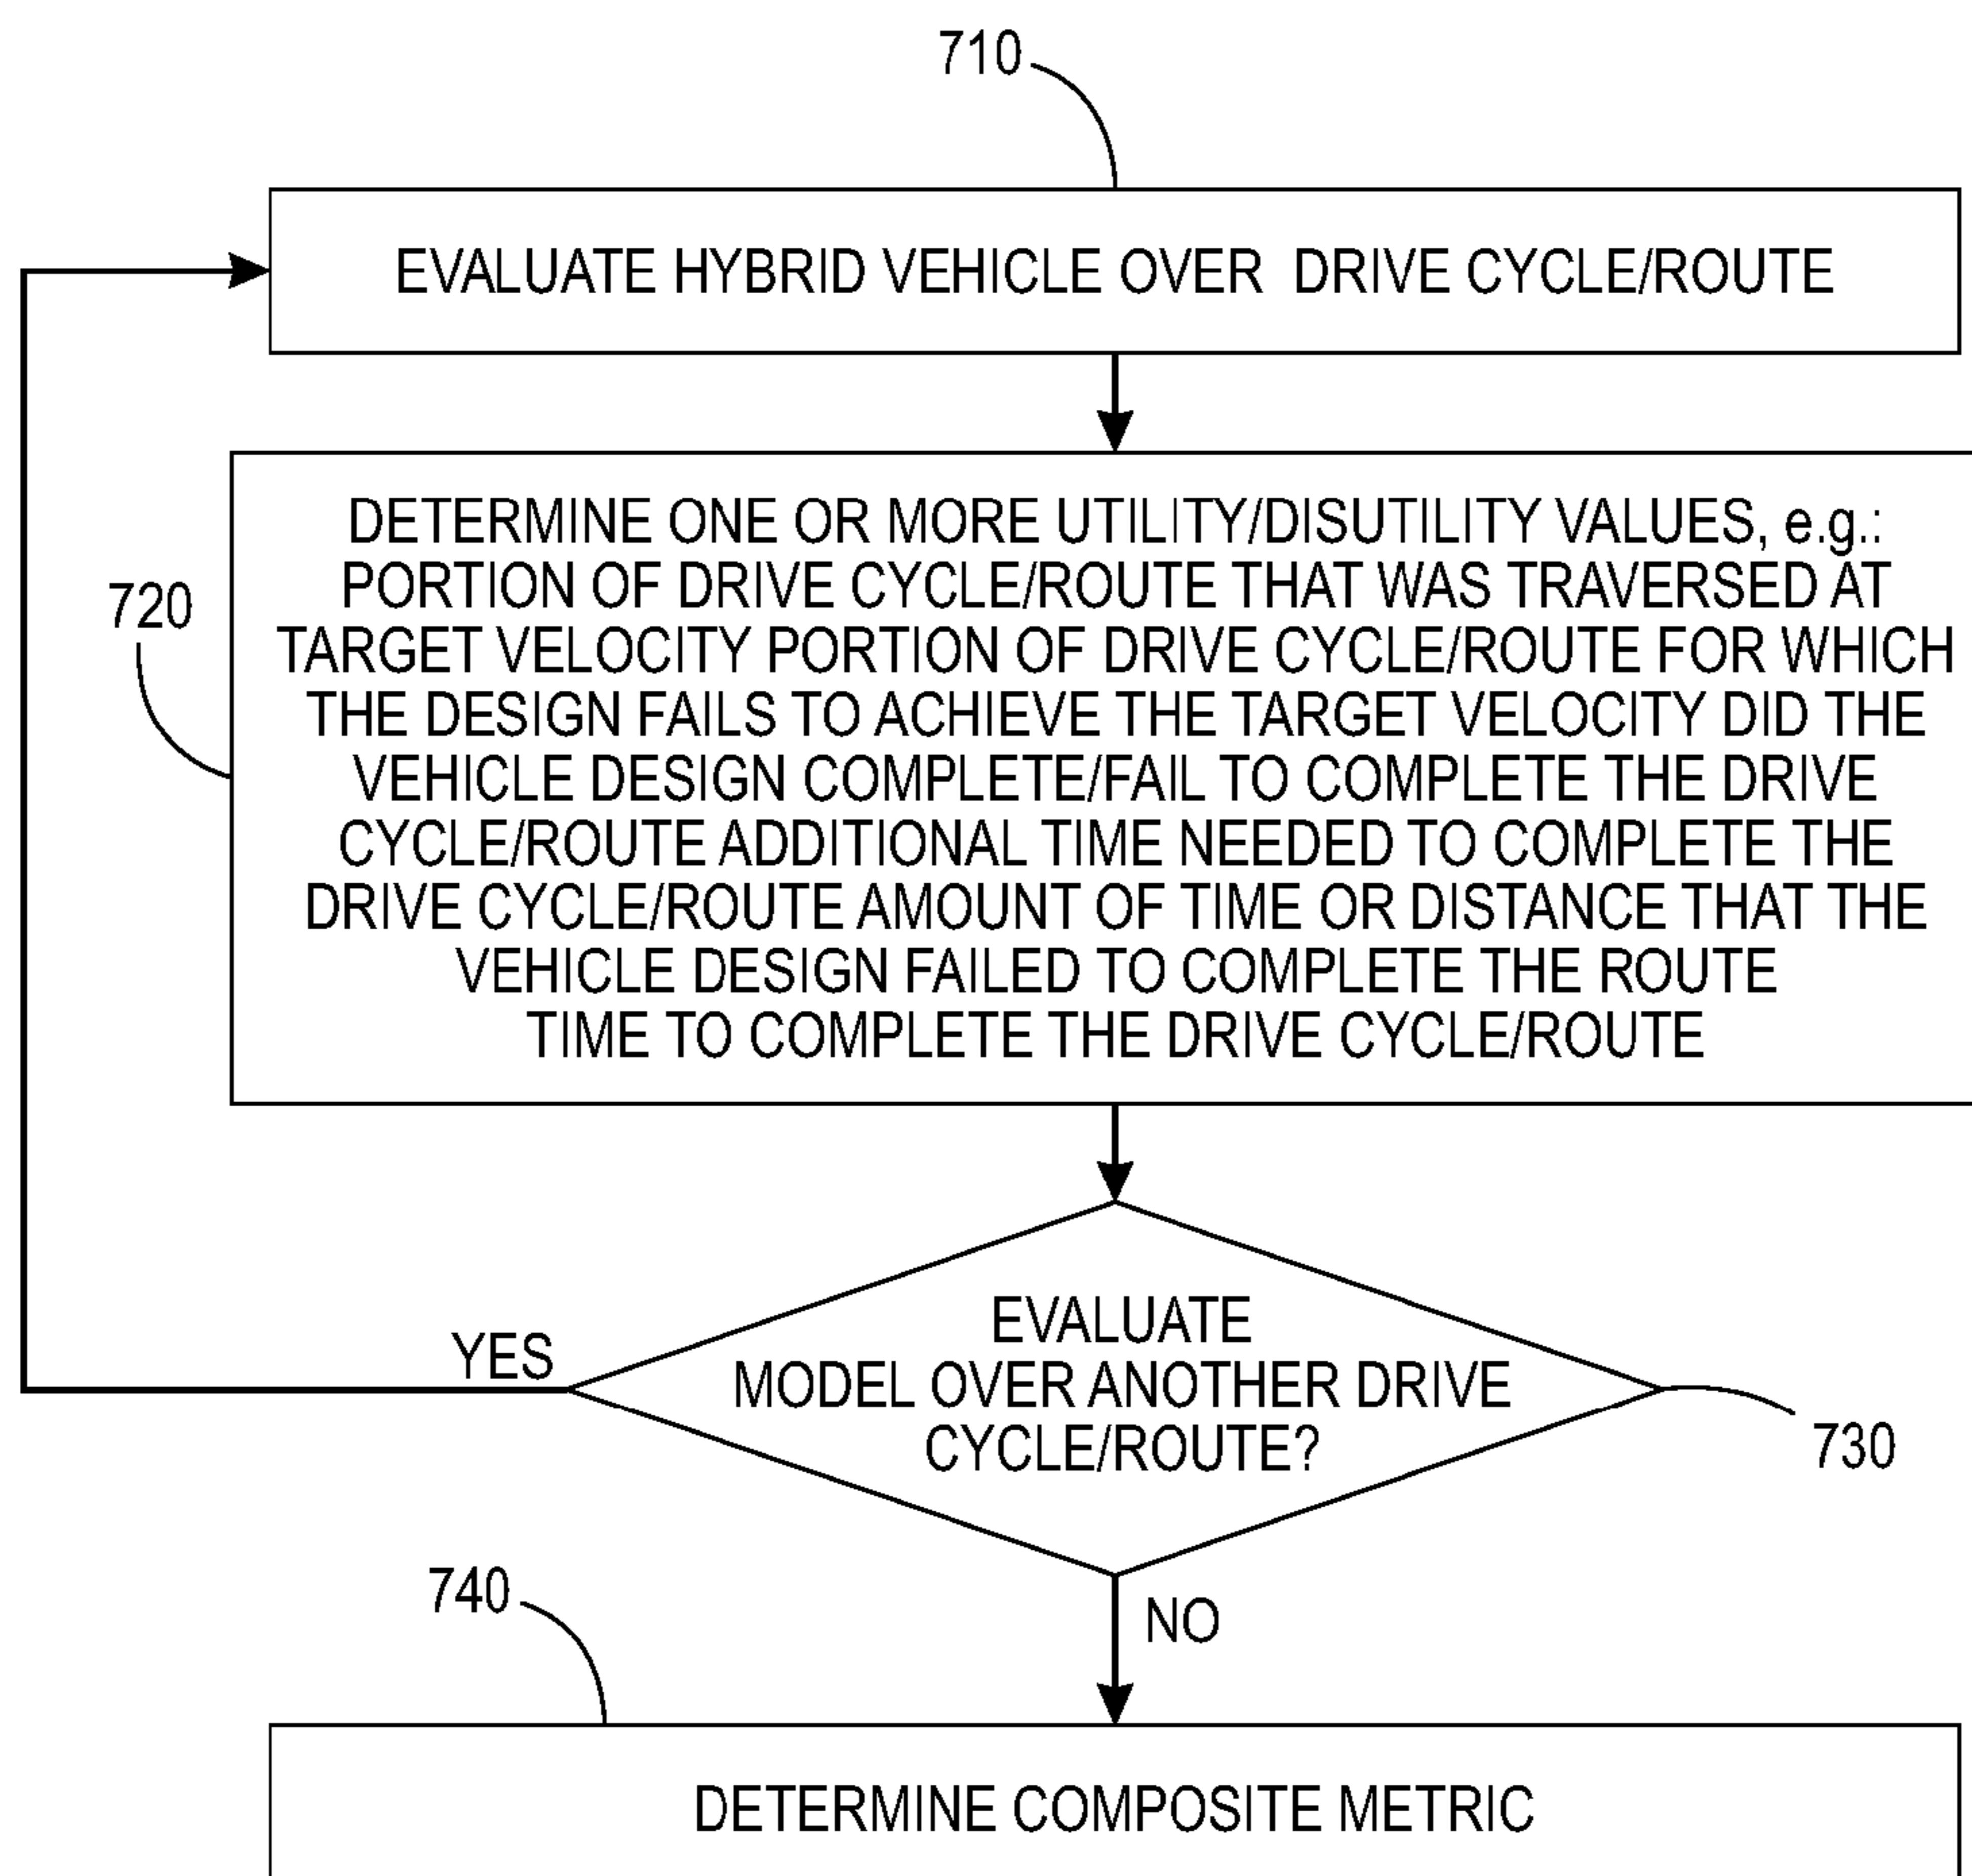 710
EVALUATE HYBRID VEHICLE OVER DRIVE CYCLE/ROUTE
720
DETERMINE ONE OR MORE UTILITY/DISUTILITY VALUES, e.g.:
PORTION OF DRIVE CYCLE/ROUTE THAT WAS TRAVERSED AT
TARGET VELOCITY PORTION OF DRIVE CYCLE/ROUTE FOR WHICH
THE DESIGN FAILS TO ACHIEVE THE TARGET VELOCITY DID THE
VEHICLE DESIGN COMPLETE/FAIL TO COMPLETE THE DRIVE
CYCLE/ROUTE ADDITIONAL TIME NEEDED TO COMPLETE THE
DRIVE CYCLE/ROUTE AMOUNT OF TIME OR DISTANCE THAT THE
VEHICLE DESIGN FAILED TO COMPLETE THE ROUTE
TIME TO COMPLETE THE DRIVE CYCLE/ROUTE
YES
EVALUATE
MODEL OVER ANOTHER DRIVE
CYCLE/ROUTE?
730
740
NO
DETERMINE COMPOSITE METRIC